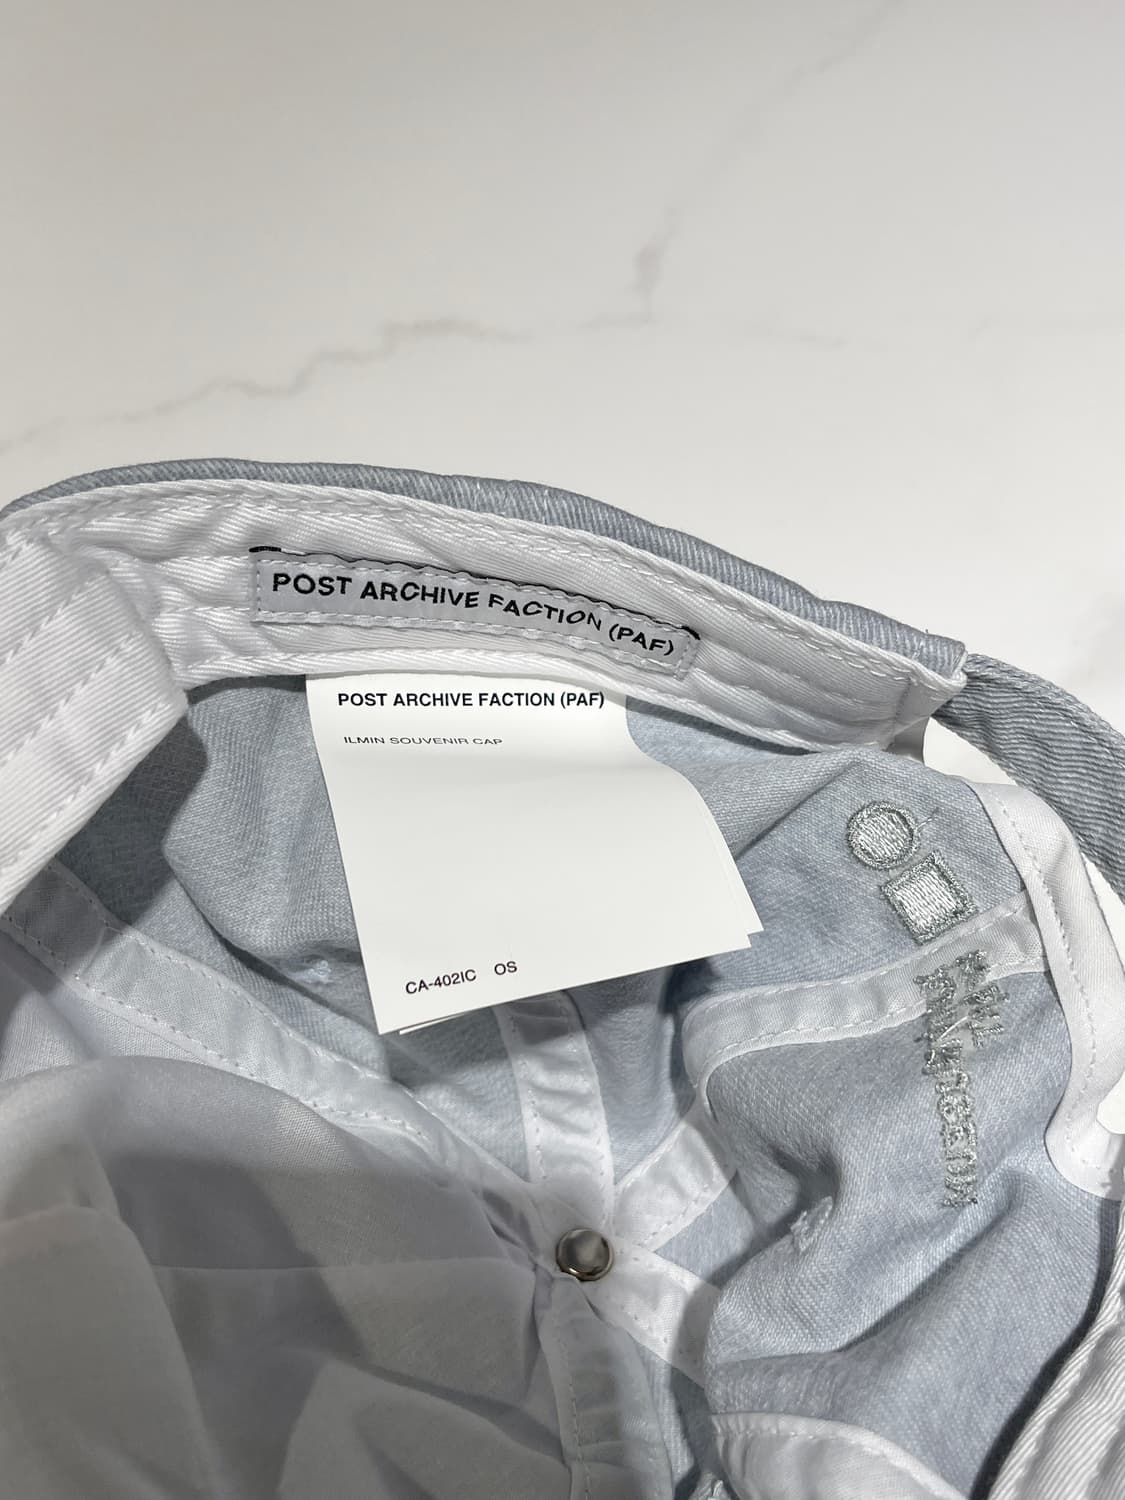 POST ARCHIVE FACTION (PAF)
POST ARCHIVE FACTION (PAF)
ILMIN SOUVENIR CAP
CA-402IC OS